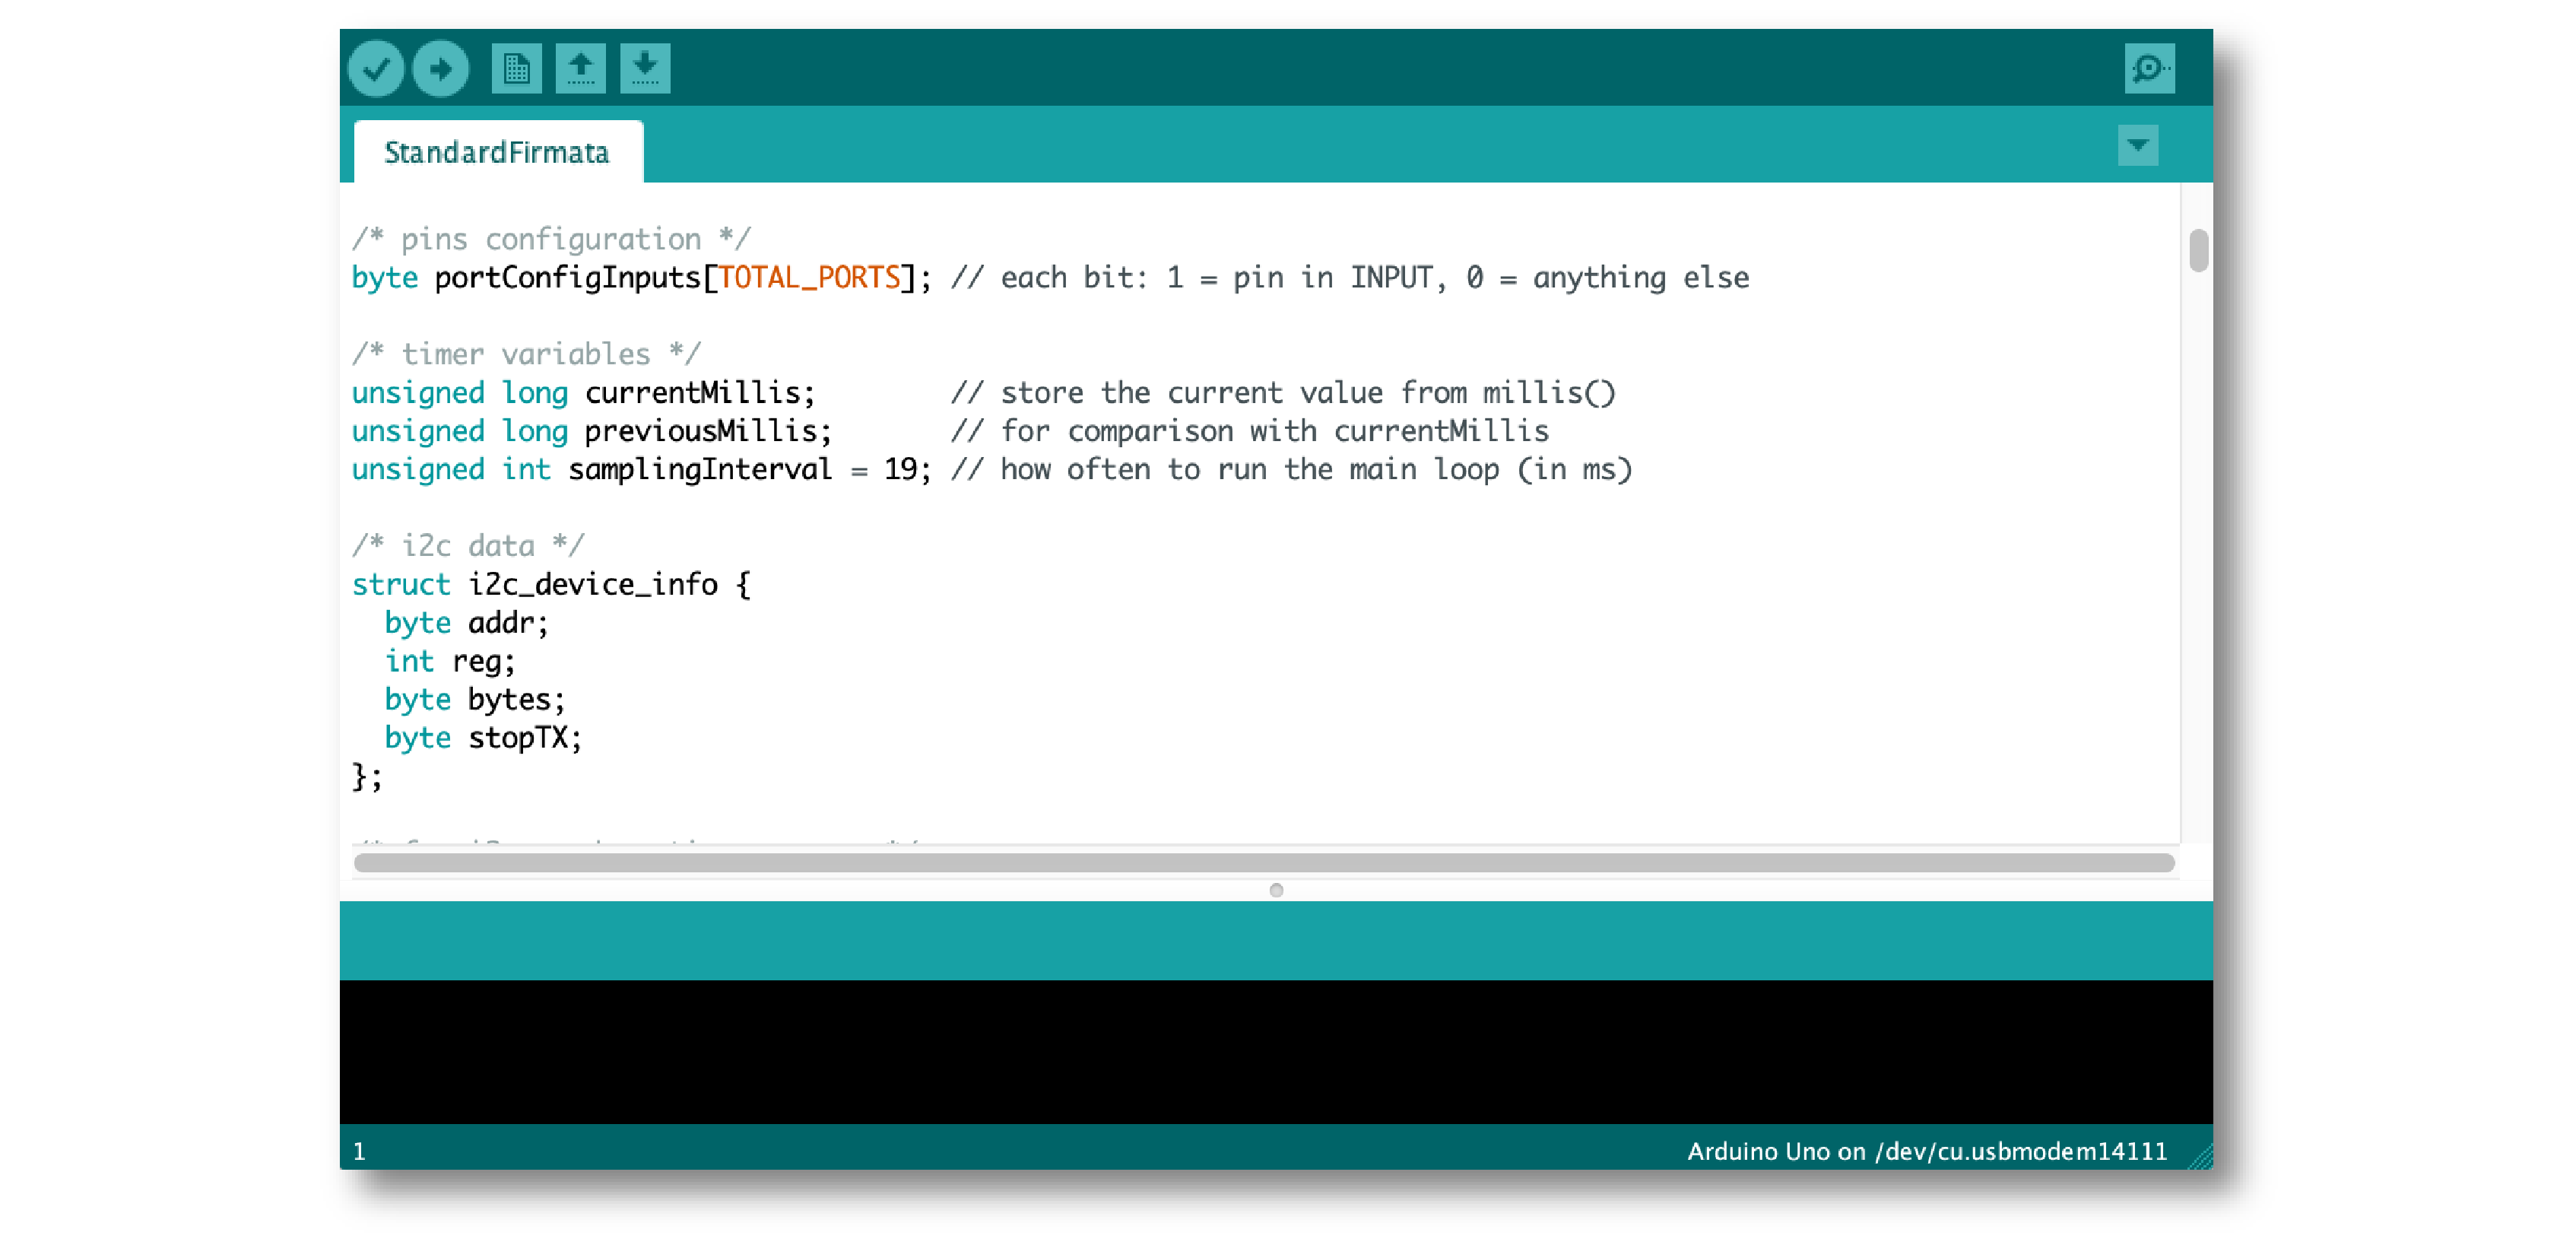 StandardFirmata
/* pins configuration */
byte portConfigInputs[TOTAL_PORTS]; // each bit: 1 = pin in INPUT, 0 = anything else
/* timer variables */
unsigned long currentMillis;        // store the current value from millis()
unsigned long previousMillis;       // for comparison with currentMillis
unsigned int samplingInterval = 19; // how often to run the main loop (in ms)
/* i2c data */
struct i2c_device_info {
  byte addr;
  int reg;
  byte bytes;
  byte stopTX;
};
1
Arduino Uno on /dev/cu.usbmodem14111